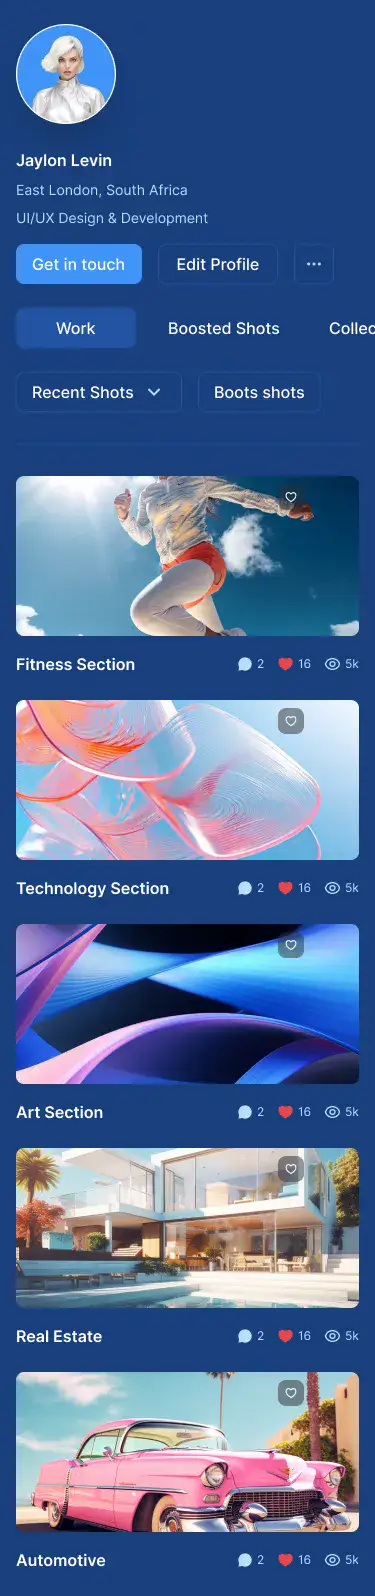 Jaylon Levin
East London, South Africa
UI/UX Design & Development
Get in touch Edit Profile ...
Work Boosted Shots Collec
Recent Shots Boots shots
Fitness Section 2 16 5k
Technology Section 2 16 5k
Art Section 2 16 5k
Real Estate 2 16 5k
Automotive 2 16 5k